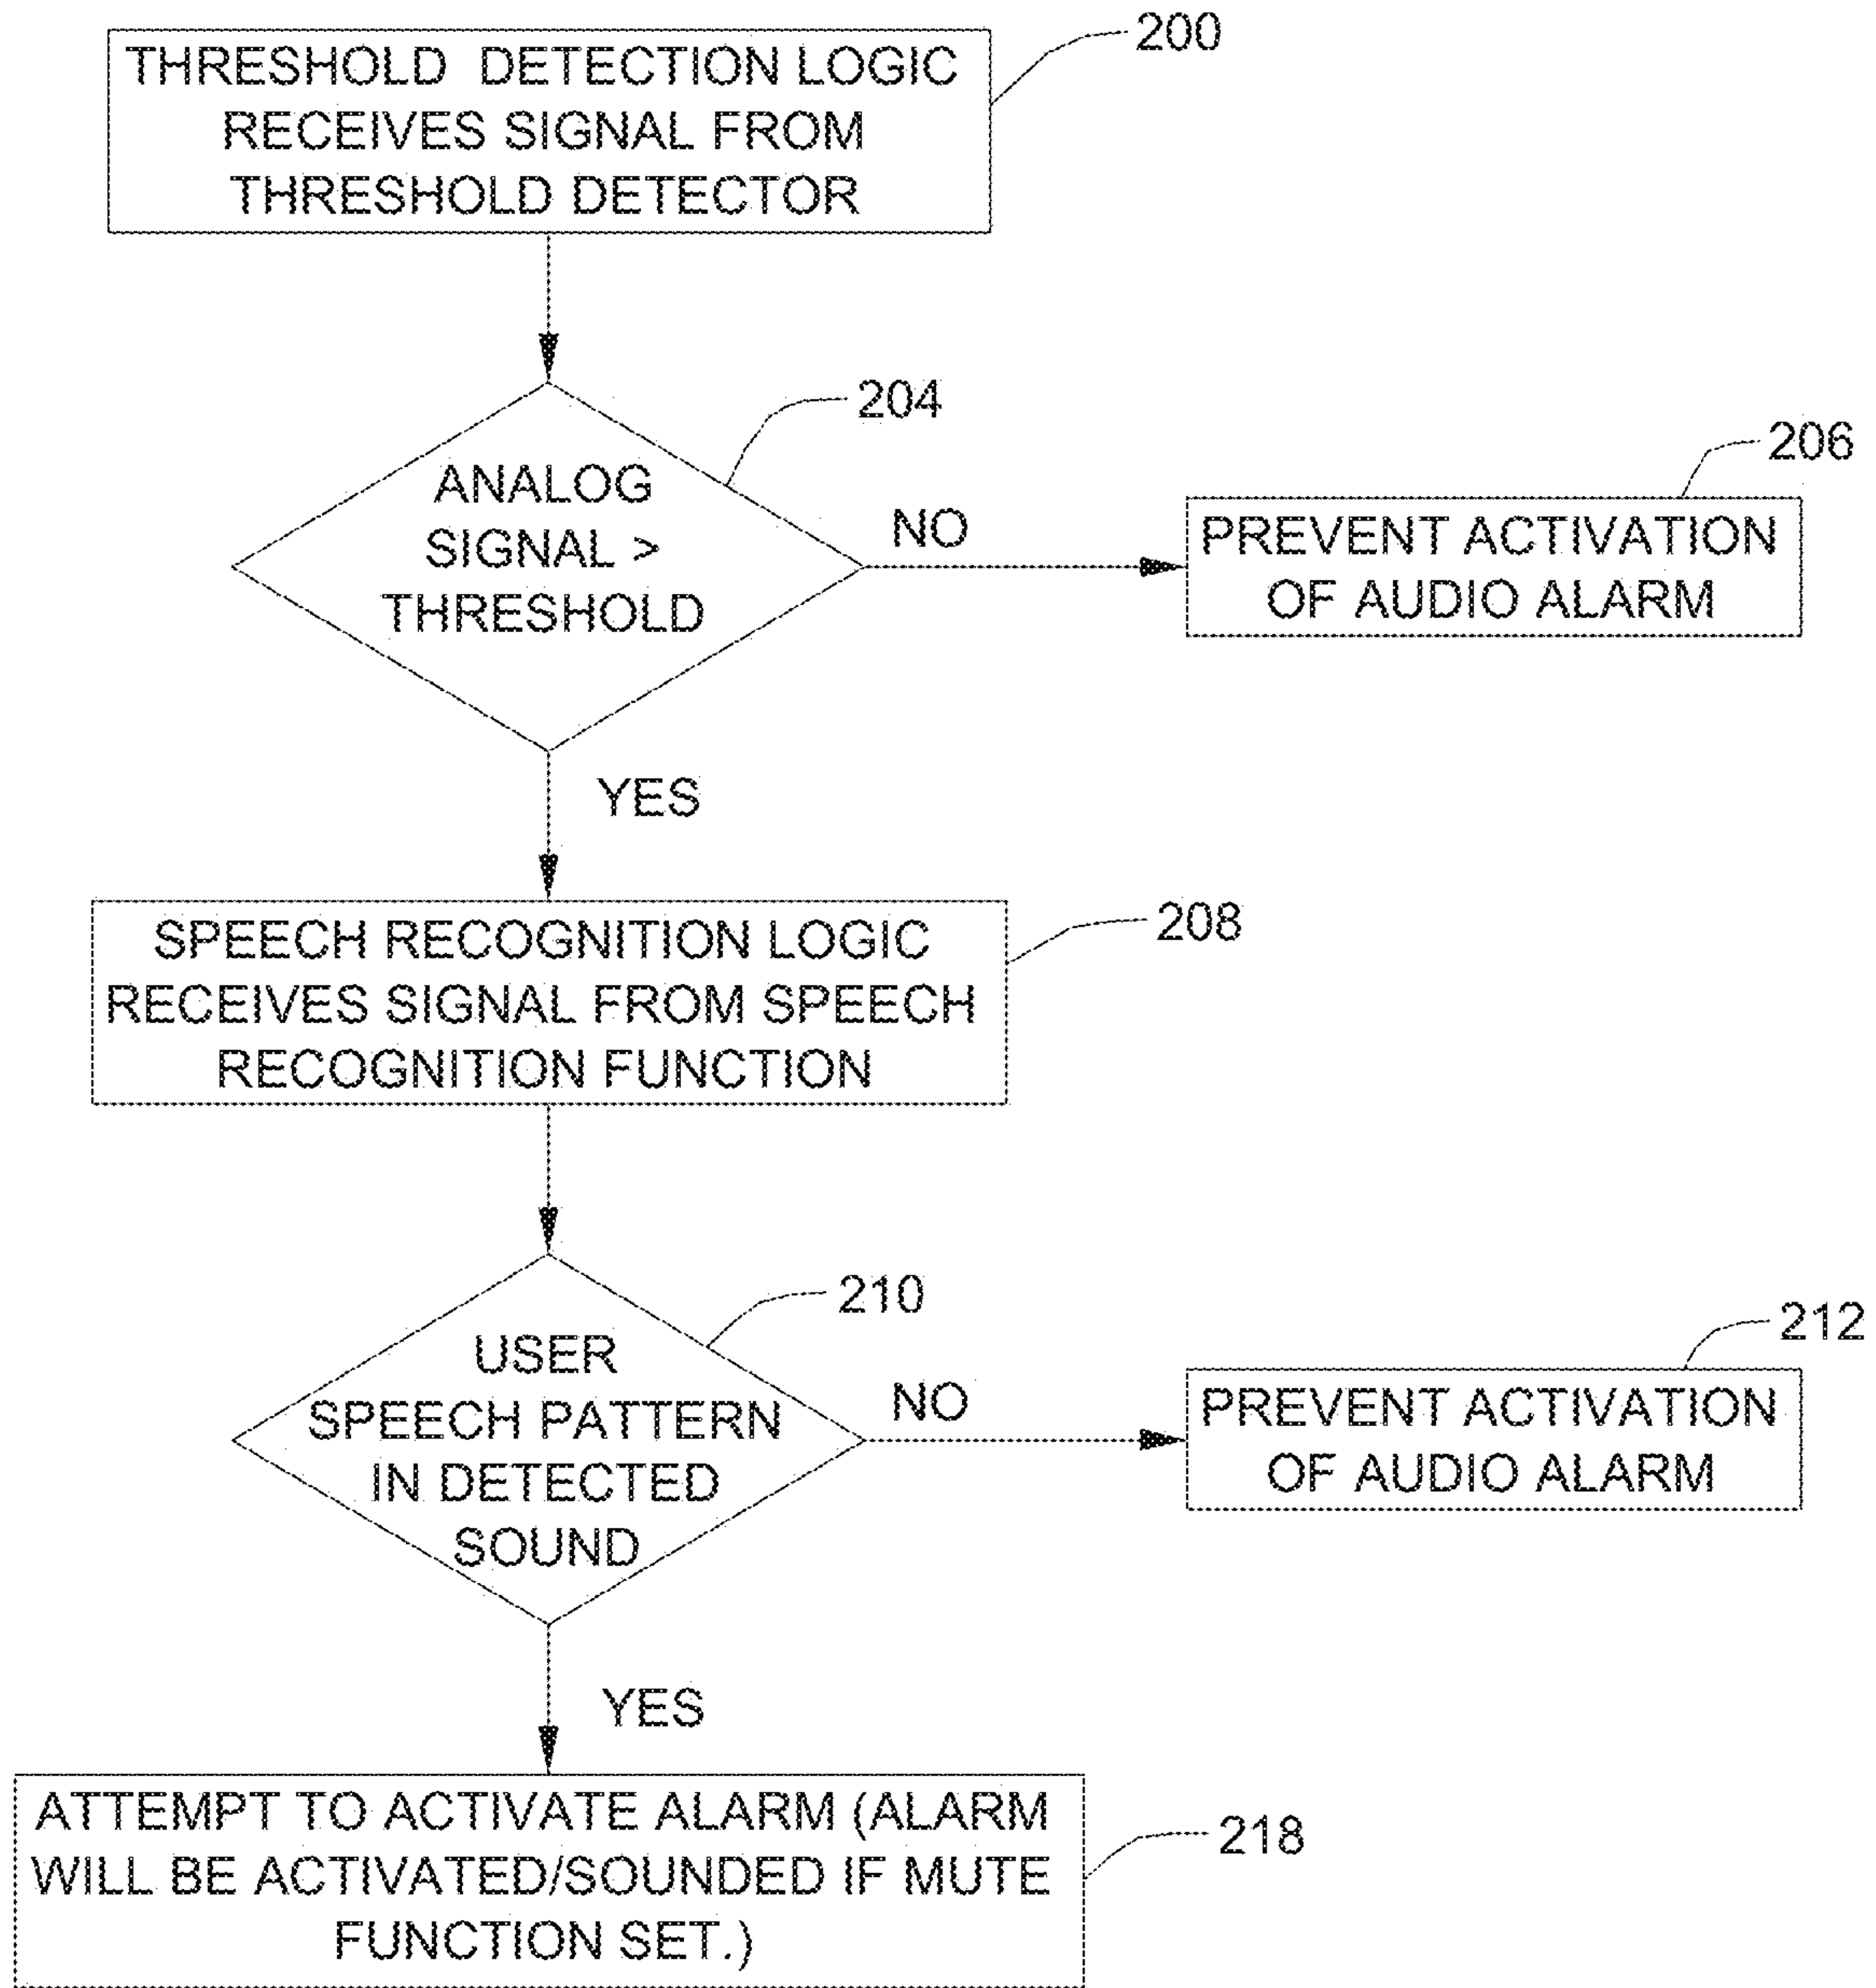 200
THRESHOLD DETECTION LOGIC
RECEIVES SIGNAL FROM
THRESHOLD DETECTOR
204
ANALOG
SIGNAL >
THRESHOLD
NO
206
PREVENT ACTIVATION
OF AUDIO ALARM
YES
208
SPEECH RECOGNITION LOGIC
RECEIVES SIGNAL FROM SPEECH
RECOGNITION FUNCTION
210
USER
SPEECH PATTERN
IN DETECTED
SOUND
NO
212
PREVENT ACTIVATION
OF AUDIO ALARM
YES
ATTEMPT TO ACTIVATE ALARM (ALARM
WILL BE ACTIVATED/SOUNDED IF MUTE
FUNCTION SET.)
218